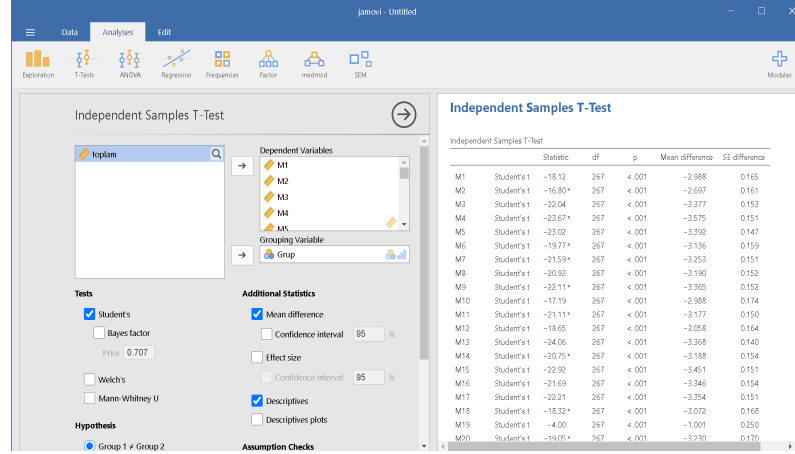 jamovi - Untitled
Data Analyses Edit
Exploration T-Tests ANOVA Regression Frequencies Factor medmod SEM Modules
Independent Samples T-Test
toplam
Dependent Variables
M1
M2
M3
M4
M5
Grouping Variable
Grup
Tests
Student's
Bayes factor
Prior 0.707
Welch's
Mann-Whitney U
Hypothesis
Group 1 ≠ Group 2
Additional Statistics
Mean difference
Confidence interval 95 %
Effect size
Confidence interval 95 %
Descriptives
Descriptives plots
Assumption Checks
Independent Samples T-Test
Independent Samples T-Test
Statistic df p Mean difference SE difference
M1 Student's t −18.12 267 < .001 −2.988 0.165
M2 Student's t −16.80 ᵃ 267 < .001 −2.697 0.161
M3 Student's t −22.04 267 < .001 −3.377 0.153
M4 Student's t −23.67 ᵃ 267 < .001 −3.575 0.151
M5 Student's t −23.02 267 < .001 −3.392 0.147
M6 Student's t −19.77 ᵃ 267 < .001 −3.136 0.159
M7 Student's t −21.59 ᵃ 267 < .001 −3.253 0.151
M8 Student's t −20.93 267 < .001 −3.190 0.152
M9 Student's t −22.11 ᵃ 267 < .001 −3.365 0.152
M10 Student's t −17.19 267 < .001 −2.988 0.174
M11 Student's t −21.11 ᵃ 267 < .001 −3.177 0.150
M12 Student's t −18.65 267 < .001 −3.058 0.164
M13 Student's t −24.06 267 < .001 −3.368 0.140
M14 Student's t −20.75 ᵃ 267 < .001 −3.188 0.154
M15 Student's t −22.92 267 < .001 −3.451 0.151
M16 Student's t −21.69 267 < .001 −3.346 0.154
M17 Student's t −22.21 267 < .001 −3.354 0.151
M18 Student's t −18.32 ᵃ 267 < .001 −3.072 0.168
M19 Student's t −4.00 267 < .001 −1.001 0.250
M20 Student's t −19.05 ᵃ 267 < .001 −3.230 0.170